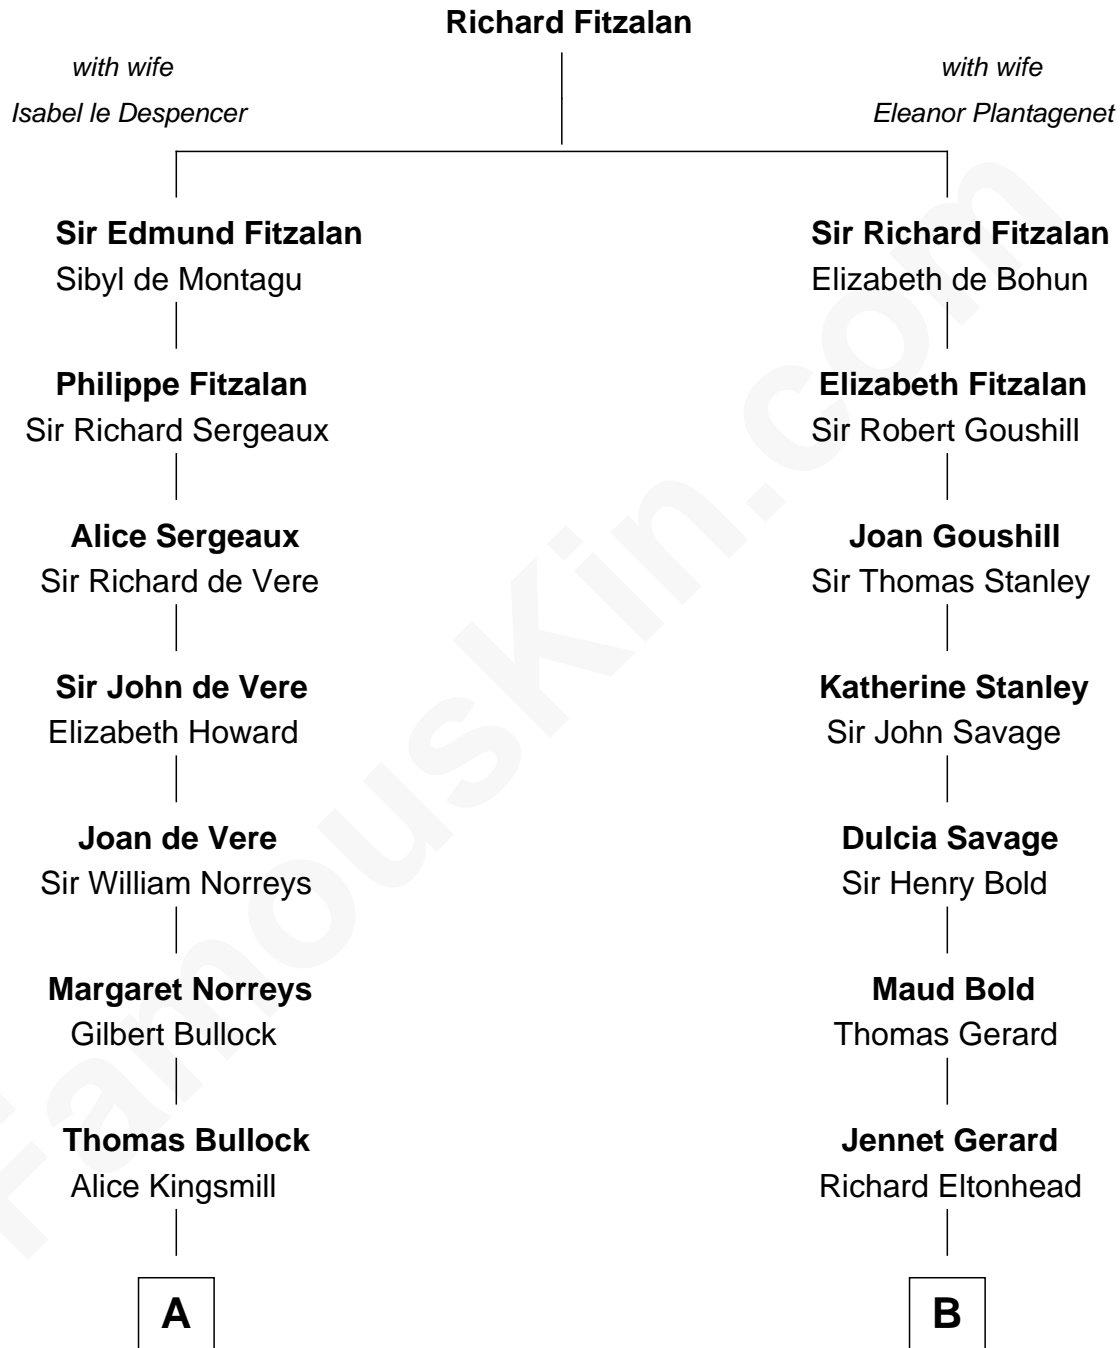 Richard Fitzalan
with wife
Isabel le Despencer
with wife
Eleanor Plantagenet
Sir Edmund Fitzalan
Sibyl de Montagu
Philippe Fitzalan
Sir Richard Sergeaux
Alice Sergeaux
Sir Richard de Vere
Sir John de Vere
Elizabeth Howard
Joan de Vere
Sir William Norreys
Margaret Norreys
Gilbert Bullock
Thomas Bullock
Alice Kingsmill
A
Sir Richard Fitzalan
Elizabeth de Bohun
Elizabeth Fitzalan
Sir Robert Goushill
Joan Goushill
Sir Thomas Stanley
Katherine Stanley
Sir John Savage
Dulcia Savage
Sir Henry Bold
Maud Bold
Thomas Gerard
Jennet Gerard
Richard Eltonhead
B
FamousKin.com